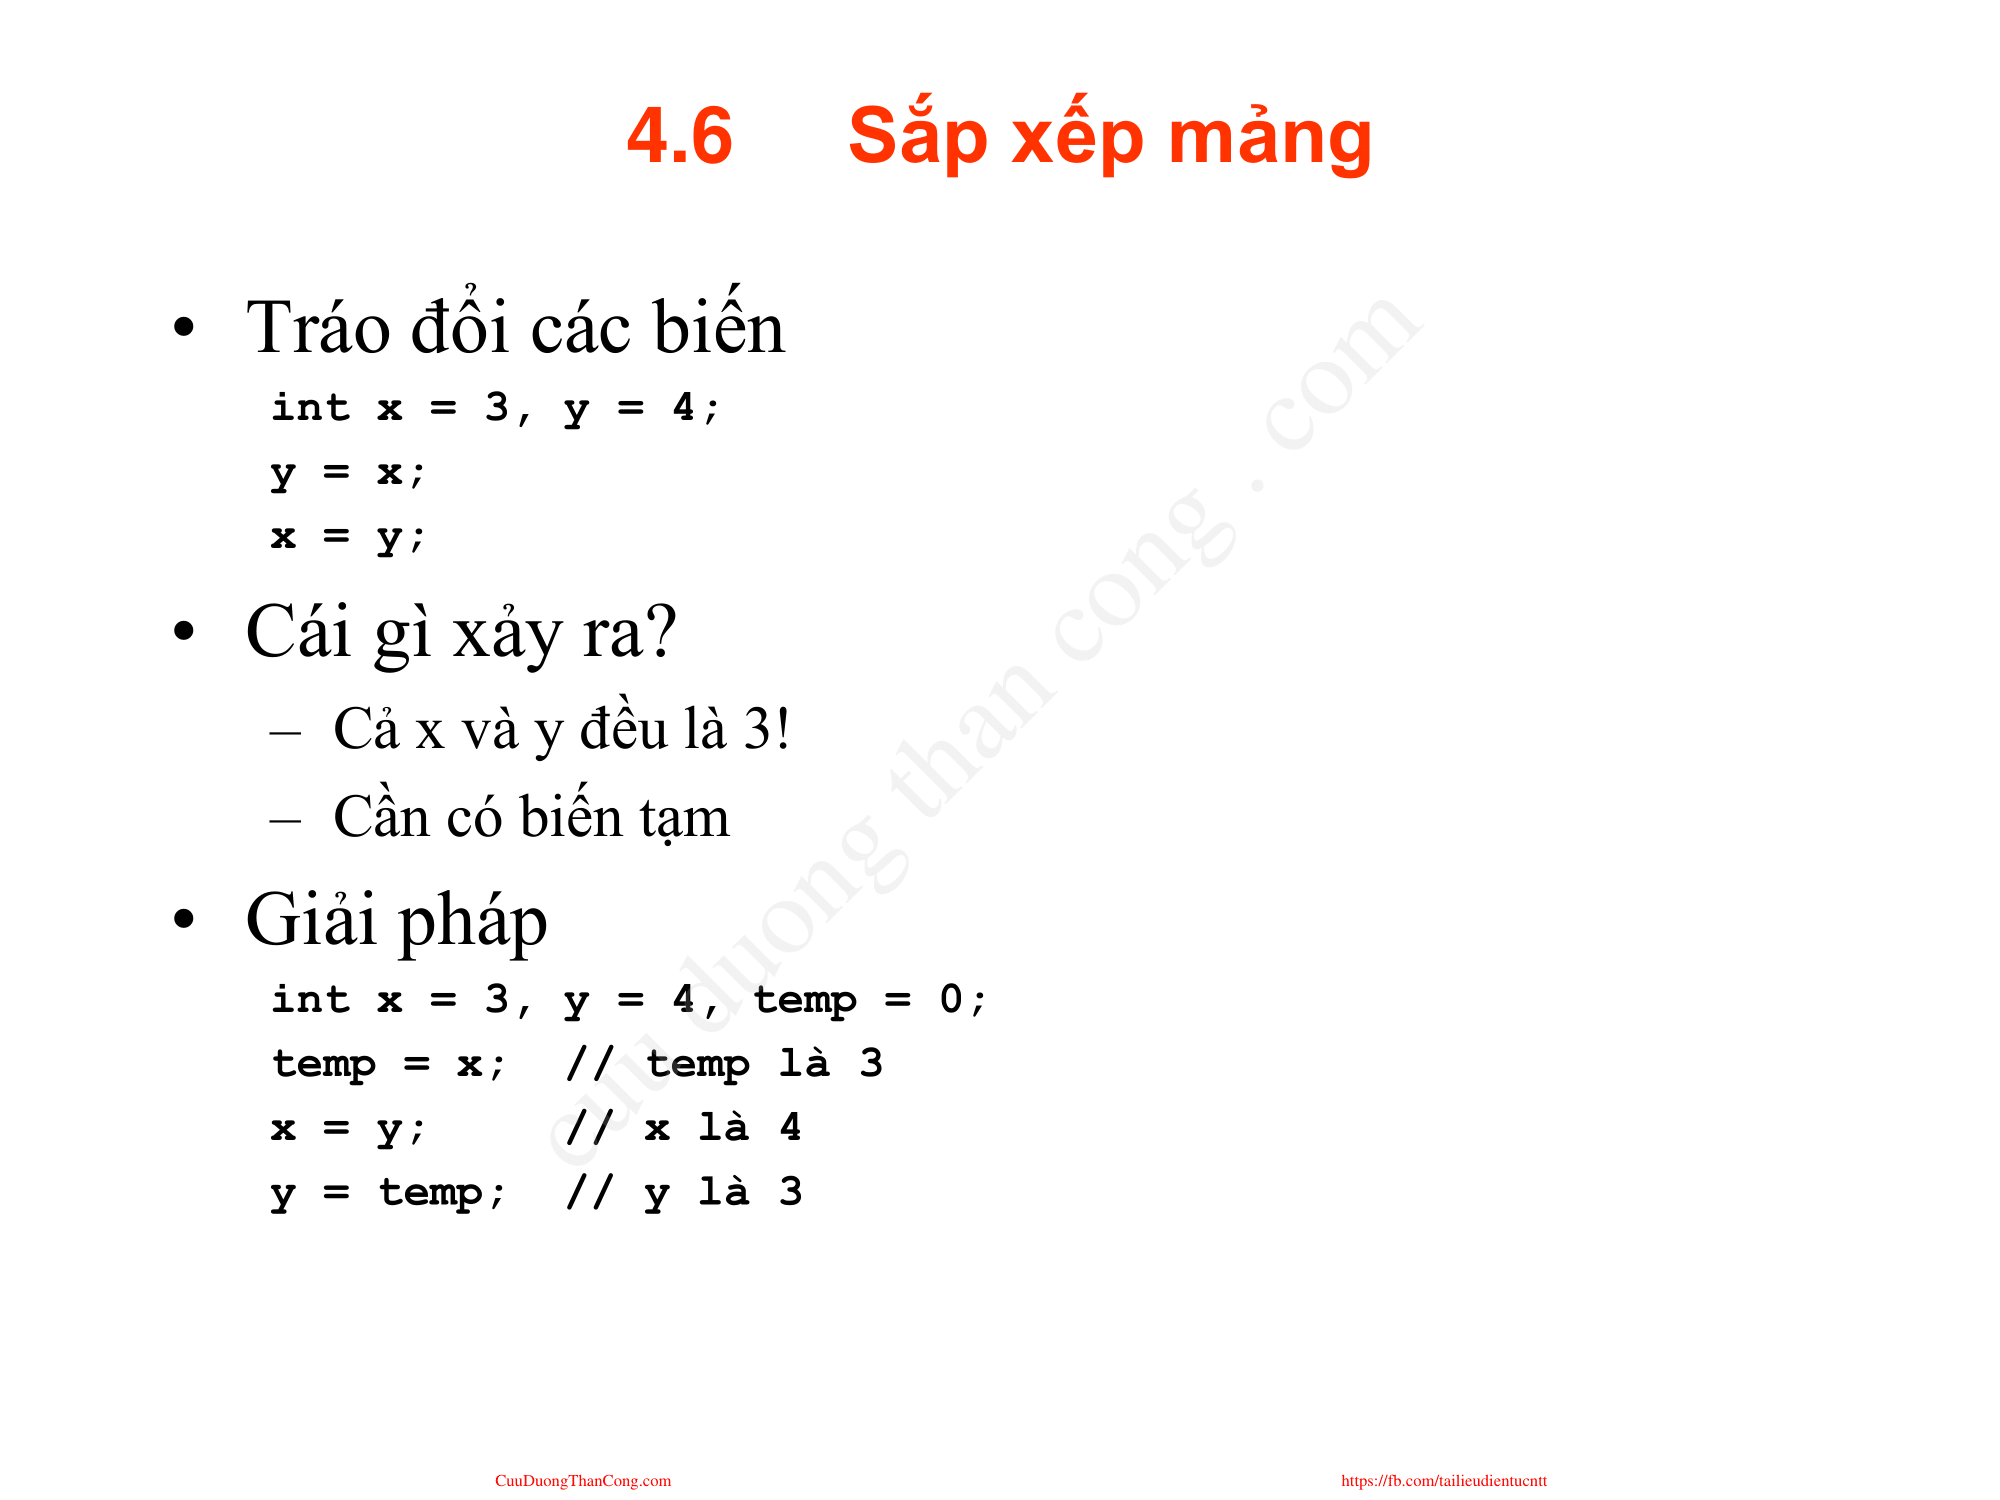 4.6 Sắp xếp mảng
• Tráo đổi các biến
int x = 3, y = 4;
y = x;
x = y;
• Cái gì xảy ra?
– Cả x và y đều là 3!
– Cần có biến tạm
• Giải pháp
int x = 3, y = 4, temp = 0;
temp = x; // temp là 3
x = y; // x là 4
y = temp; // y là 3
cuu duong than cong . com
CuuDuongThanCong.com
https://fb.com/tailieudientucntt